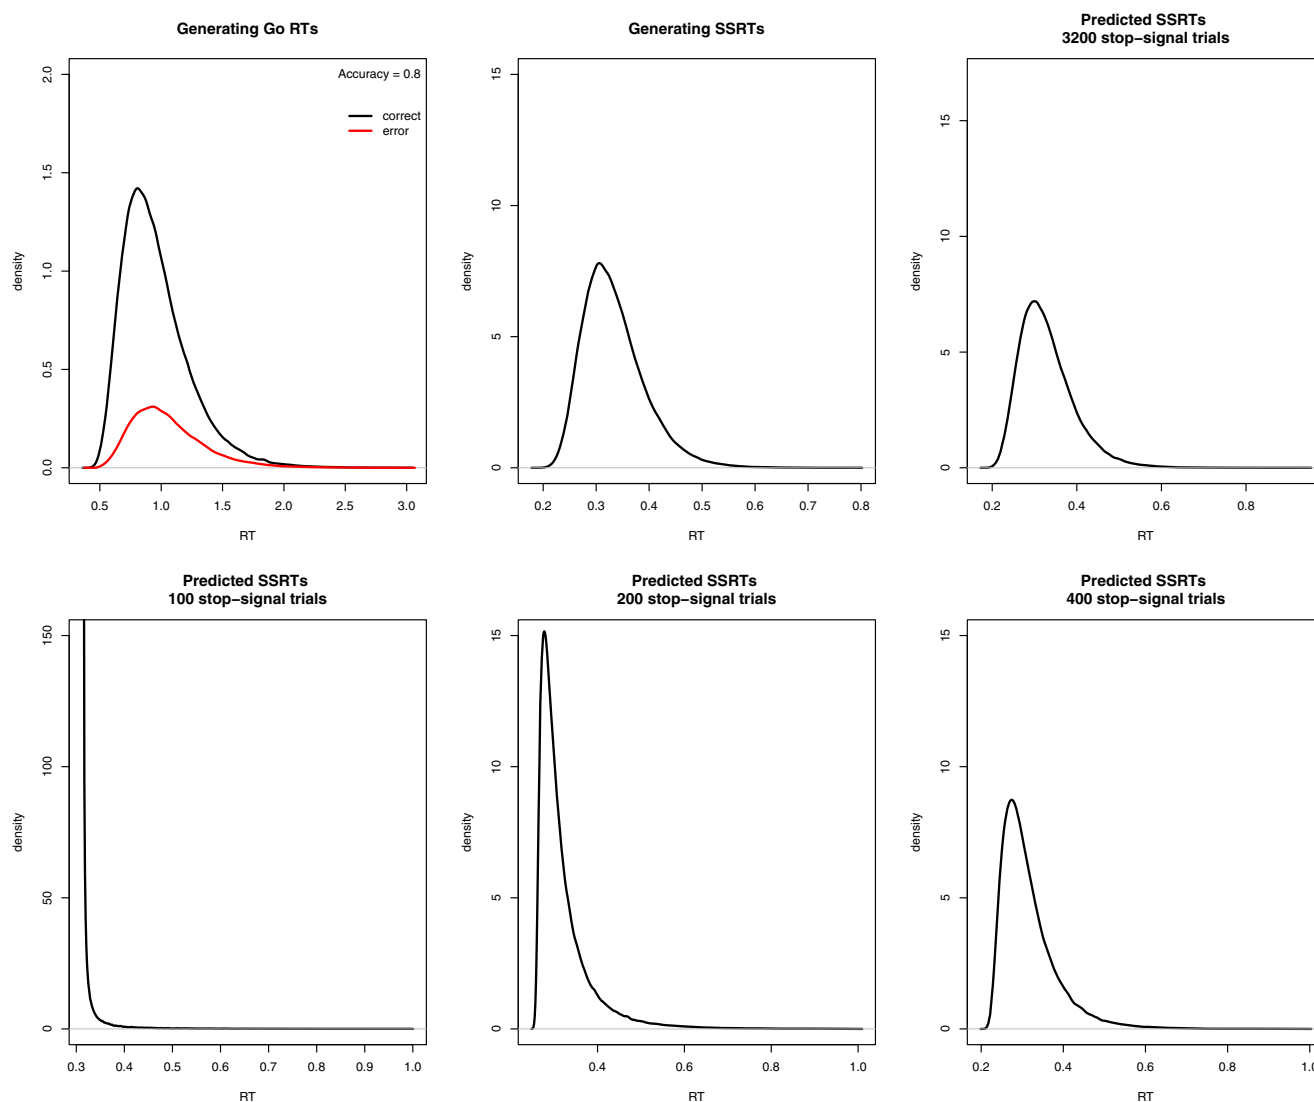 Generating Go RTs
Accuracy = 0.8
correct
error
density
0.0
0.5
1.0
1.5
2.0
0.5
1.0
1.5
2.0
2.5
3.0
RT
Generating SSRTs
density
0
5
10
15
0.2
0.3
0.4
0.5
0.6
0.7
0.8
RT
Predicted SSRTs
3200 stop−signal trials
density
0
5
10
15
0.2
0.4
0.6
0.8
RT
Predicted SSRTs
100 stop−signal trials
density
0
50
100
150
0.3
0.4
0.5
0.6
0.7
0.8
0.9
1.0
RT
Predicted SSRTs
200 stop−signal trials
density
0
5
10
15
0.4
0.6
0.8
1.0
RT
Predicted SSRTs
400 stop−signal trials
density
0
5
10
15
0.2
0.4
0.6
0.8
1.0
RT